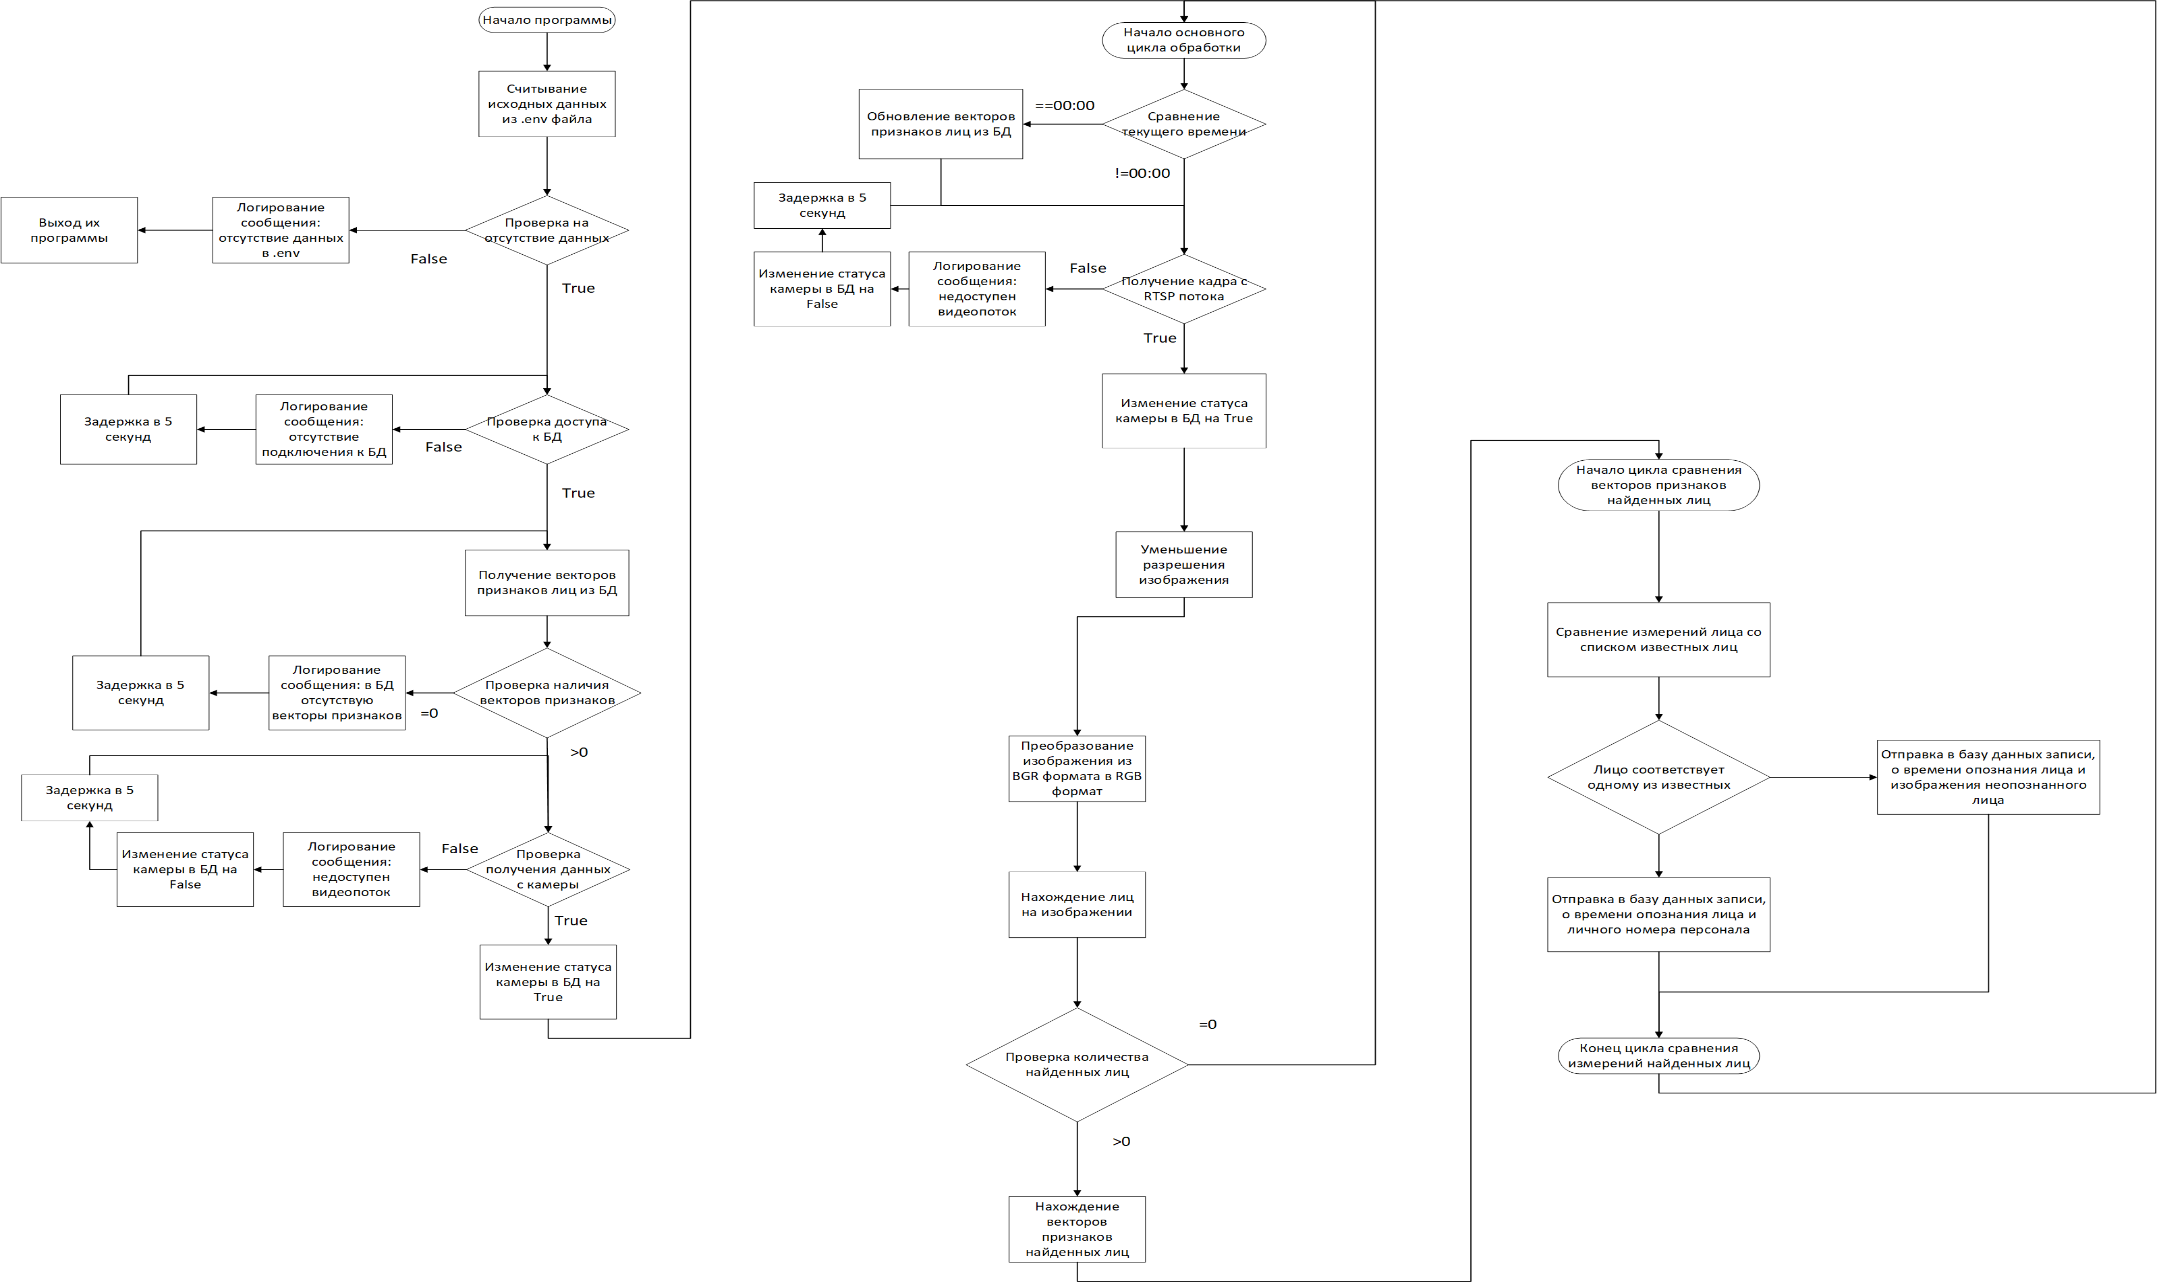 Начало программы
Считывание
исходных данных
из .env файла
Проверка на
отсутствие данных
False
Логирование
сообщения:
отсутствие данных
в .env
Выход их
программы
True
Проверка доступа
к БД
False
Логирование
сообщения:
отсутствие
подключения к БД
Задержка в 5
секунд
True
Получение векторов
признаков лиц из БД
Проверка наличия
векторов признаков
=0
Логирование
сообщения: в БД
отсутствую
векторы признаков
Задержка в 5
секунд
>0
Проверка
получения данных
с камеры
False
Логирование
сообщения:
недоступен
видеопоток
Изменение статуса
камеры в БД на
False
Задержка в 5
секунд
True
Изменение статуса
камеры в БД на
True
Начало основного
цикла обработки
Сравнение
текущего времени
==00:00
Обновление векторов
признаков лиц из БД
!=00:00
Задержка в 5
секунд
Получение кадра с
RTSP потока
False
Логирование
сообщения:
недоступен
видеопоток
Изменение статуса
камеры в БД на
False
True
Изменение статуса
камеры в БД на True
Уменьшение
разрешения
изображения
Преобразование
изображения из
BGR формата в RGB
формат
Нахождение лиц
на изображении
Проверка количества
найденных лиц
=0
>0
Нахождение
векторов
признаков
найденных лиц
Начало цикла сравнения
векторов признаков
найденных лиц
Сравнение измерений лица со
списком известных лиц
Лицо соответствует
одному из известных
Отправка в базу данных записи,
о времени опознания лица и
изображения неопознанного
лица
Отправка в базу данных записи,
о времени опознания лица и
личного номера персонала
Конец цикла сравнения
измерений найденных лиц